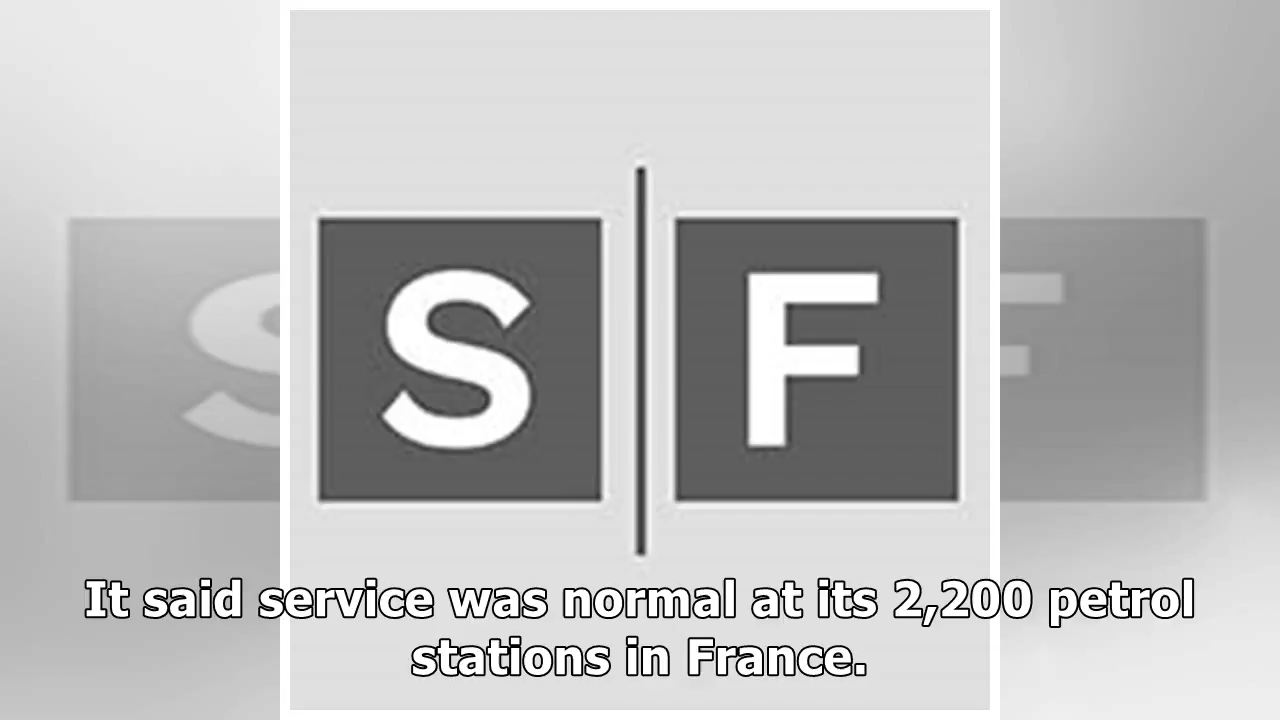 S F
It said service was normal at its 2,200 petrol
stations in France.